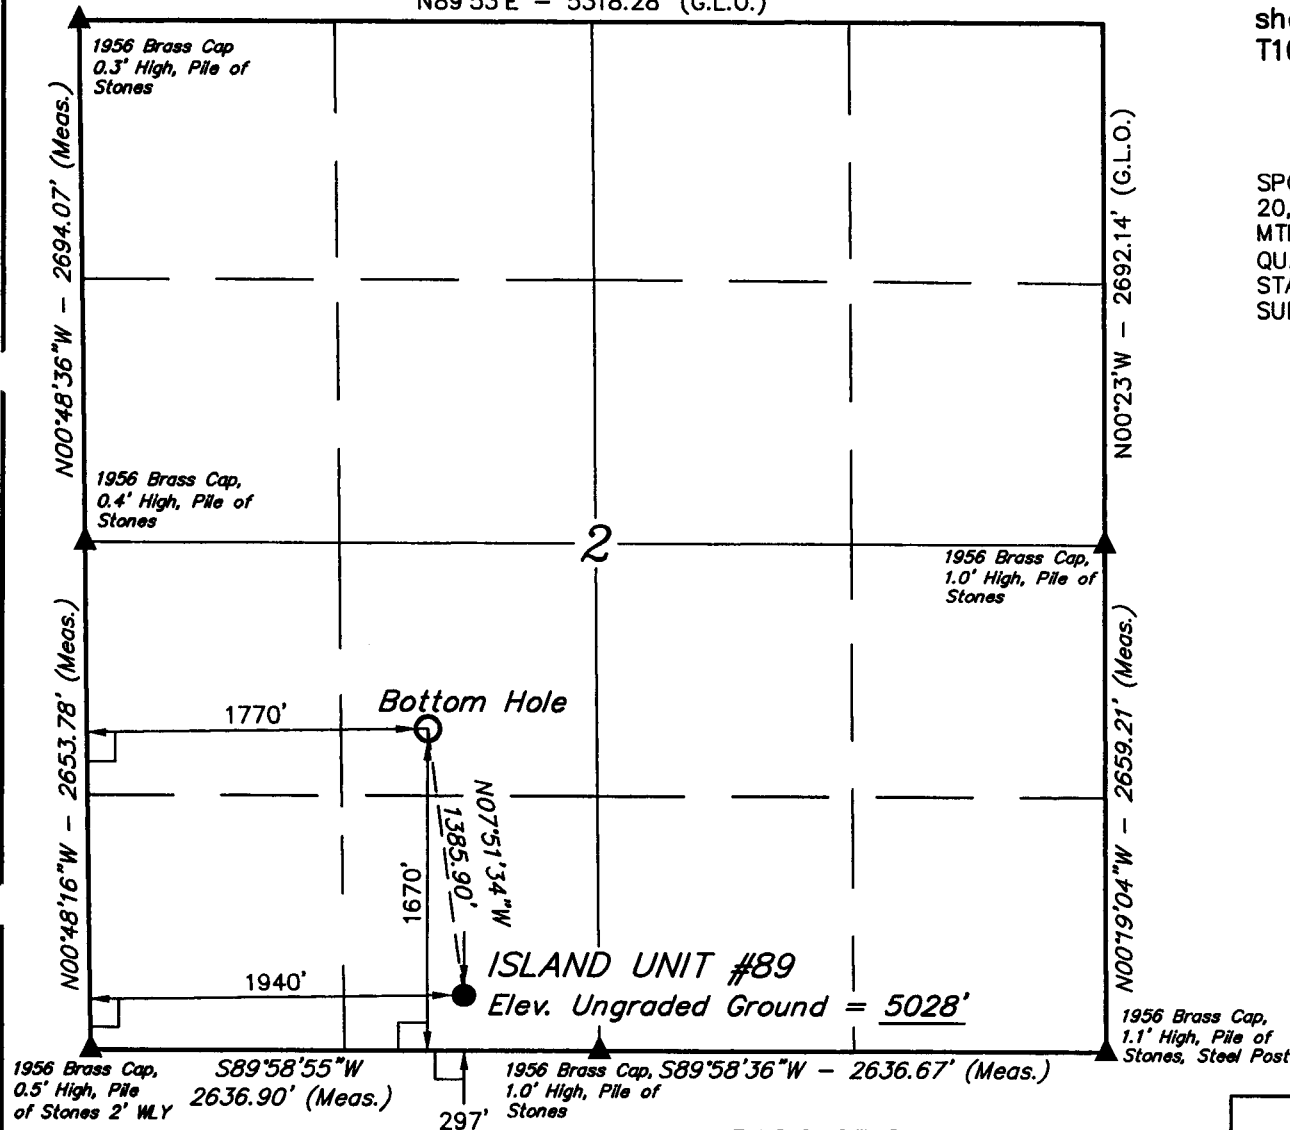 N89°53'E - 5318.28' (G.L.O.)
1956 Brass Cap
0.3' High, Pile of
Stones
N00°48'36"W - 2694.07' (Meas.)
N00°23'W - 2692.14' (G.L.O.)
1956 Brass Cap,
0.4' High, Pile of
Stones
2
1956 Brass Cap,
1.0' High, Pile of
Stones
N00°48'16"W - 2653.78' (Meas.)
N00°19'04"W - 2659.21' (Meas.)
Bottom Hole
1770'
N07°51'34"W
1385.90'
1670'
1940'
ISLAND UNIT #89
Elev. Ungraded Ground = 5028'
1956 Brass Cap,
0.5' High, Pile
of Stones 2' WLY
S89°58'55"W
2636.90' (Meas.)
297'
1956 Brass Cap,
1.0' High, Pile of
Stones
S89°58'36"W - 2636.67' (Meas.)
1956 Brass Cap,
1.1' High, Pile of
Stones, Steel Post